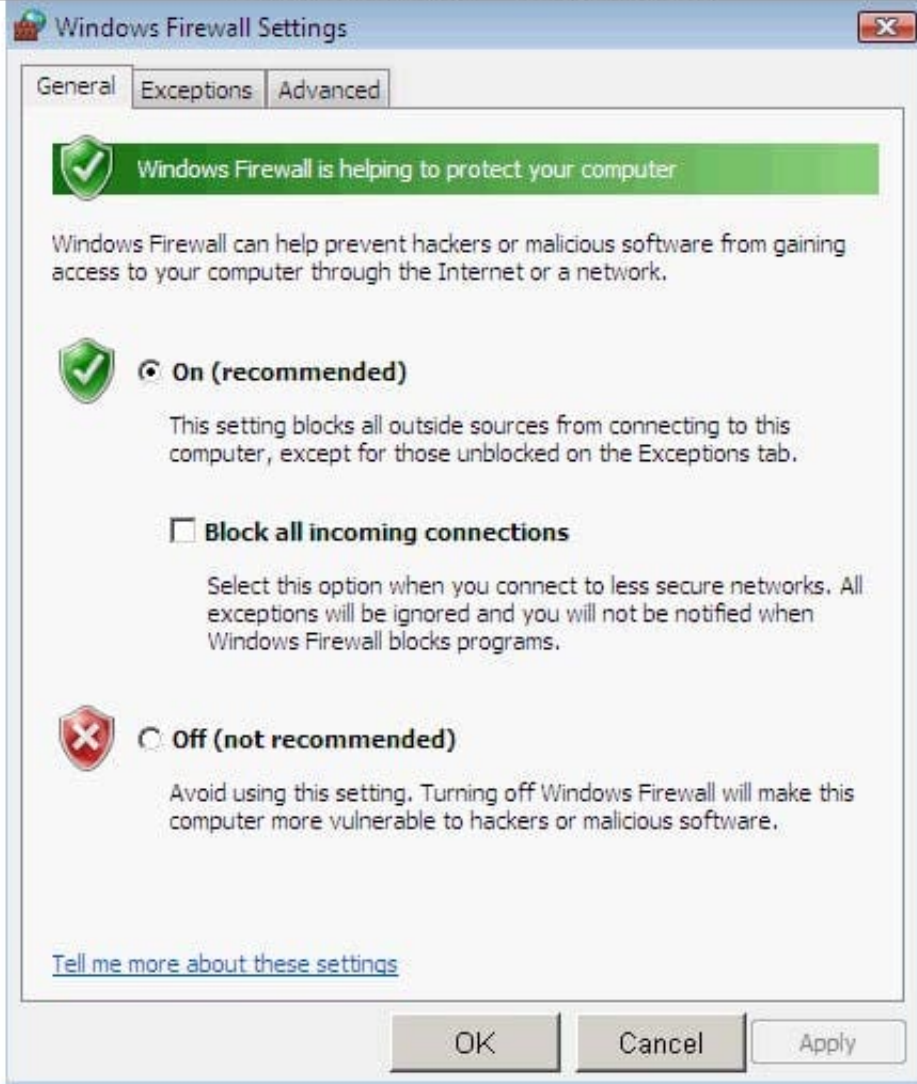 Windows Firewall Settings
General
Exceptions
Advanced
Windows Firewall is helping to protect your computer
Windows Firewall can help prevent hackers or malicious software from gaining
access to your computer through the Internet or a network.
On (recommended)
This setting blocks all outside sources from connecting to this
computer, except for those unblocked on the Exceptions tab.
Block all incoming connections
Select this option when you connect to less secure networks. All
exceptions will be ignored and you will not be notified when
Windows Firewall blocks programs.
Off (not recommended)
Avoid using this setting. Turning off Windows Firewall will make this
computer more vulnerable to hackers or malicious software.
Tell me more about these settings
OK
Cancel
Apply